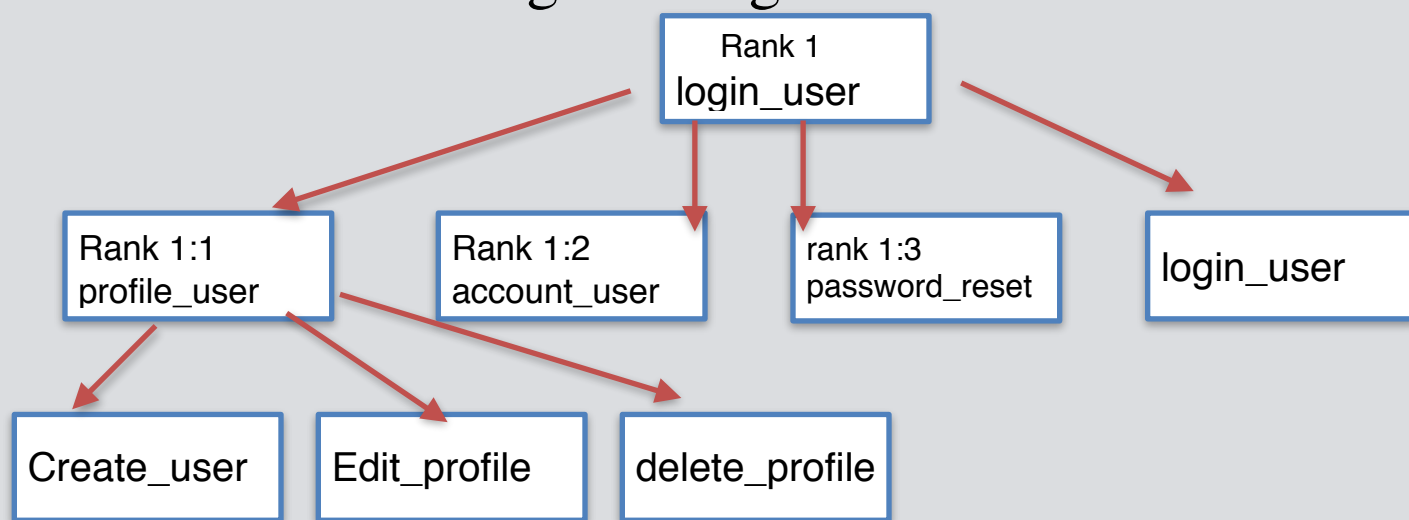 Rank 1
login_user
Rank 1:1
profile_user
Rank 1:2
account_user
rank 1:3
password_reset
login_user
Create_user
Edit_profile
delete_profile